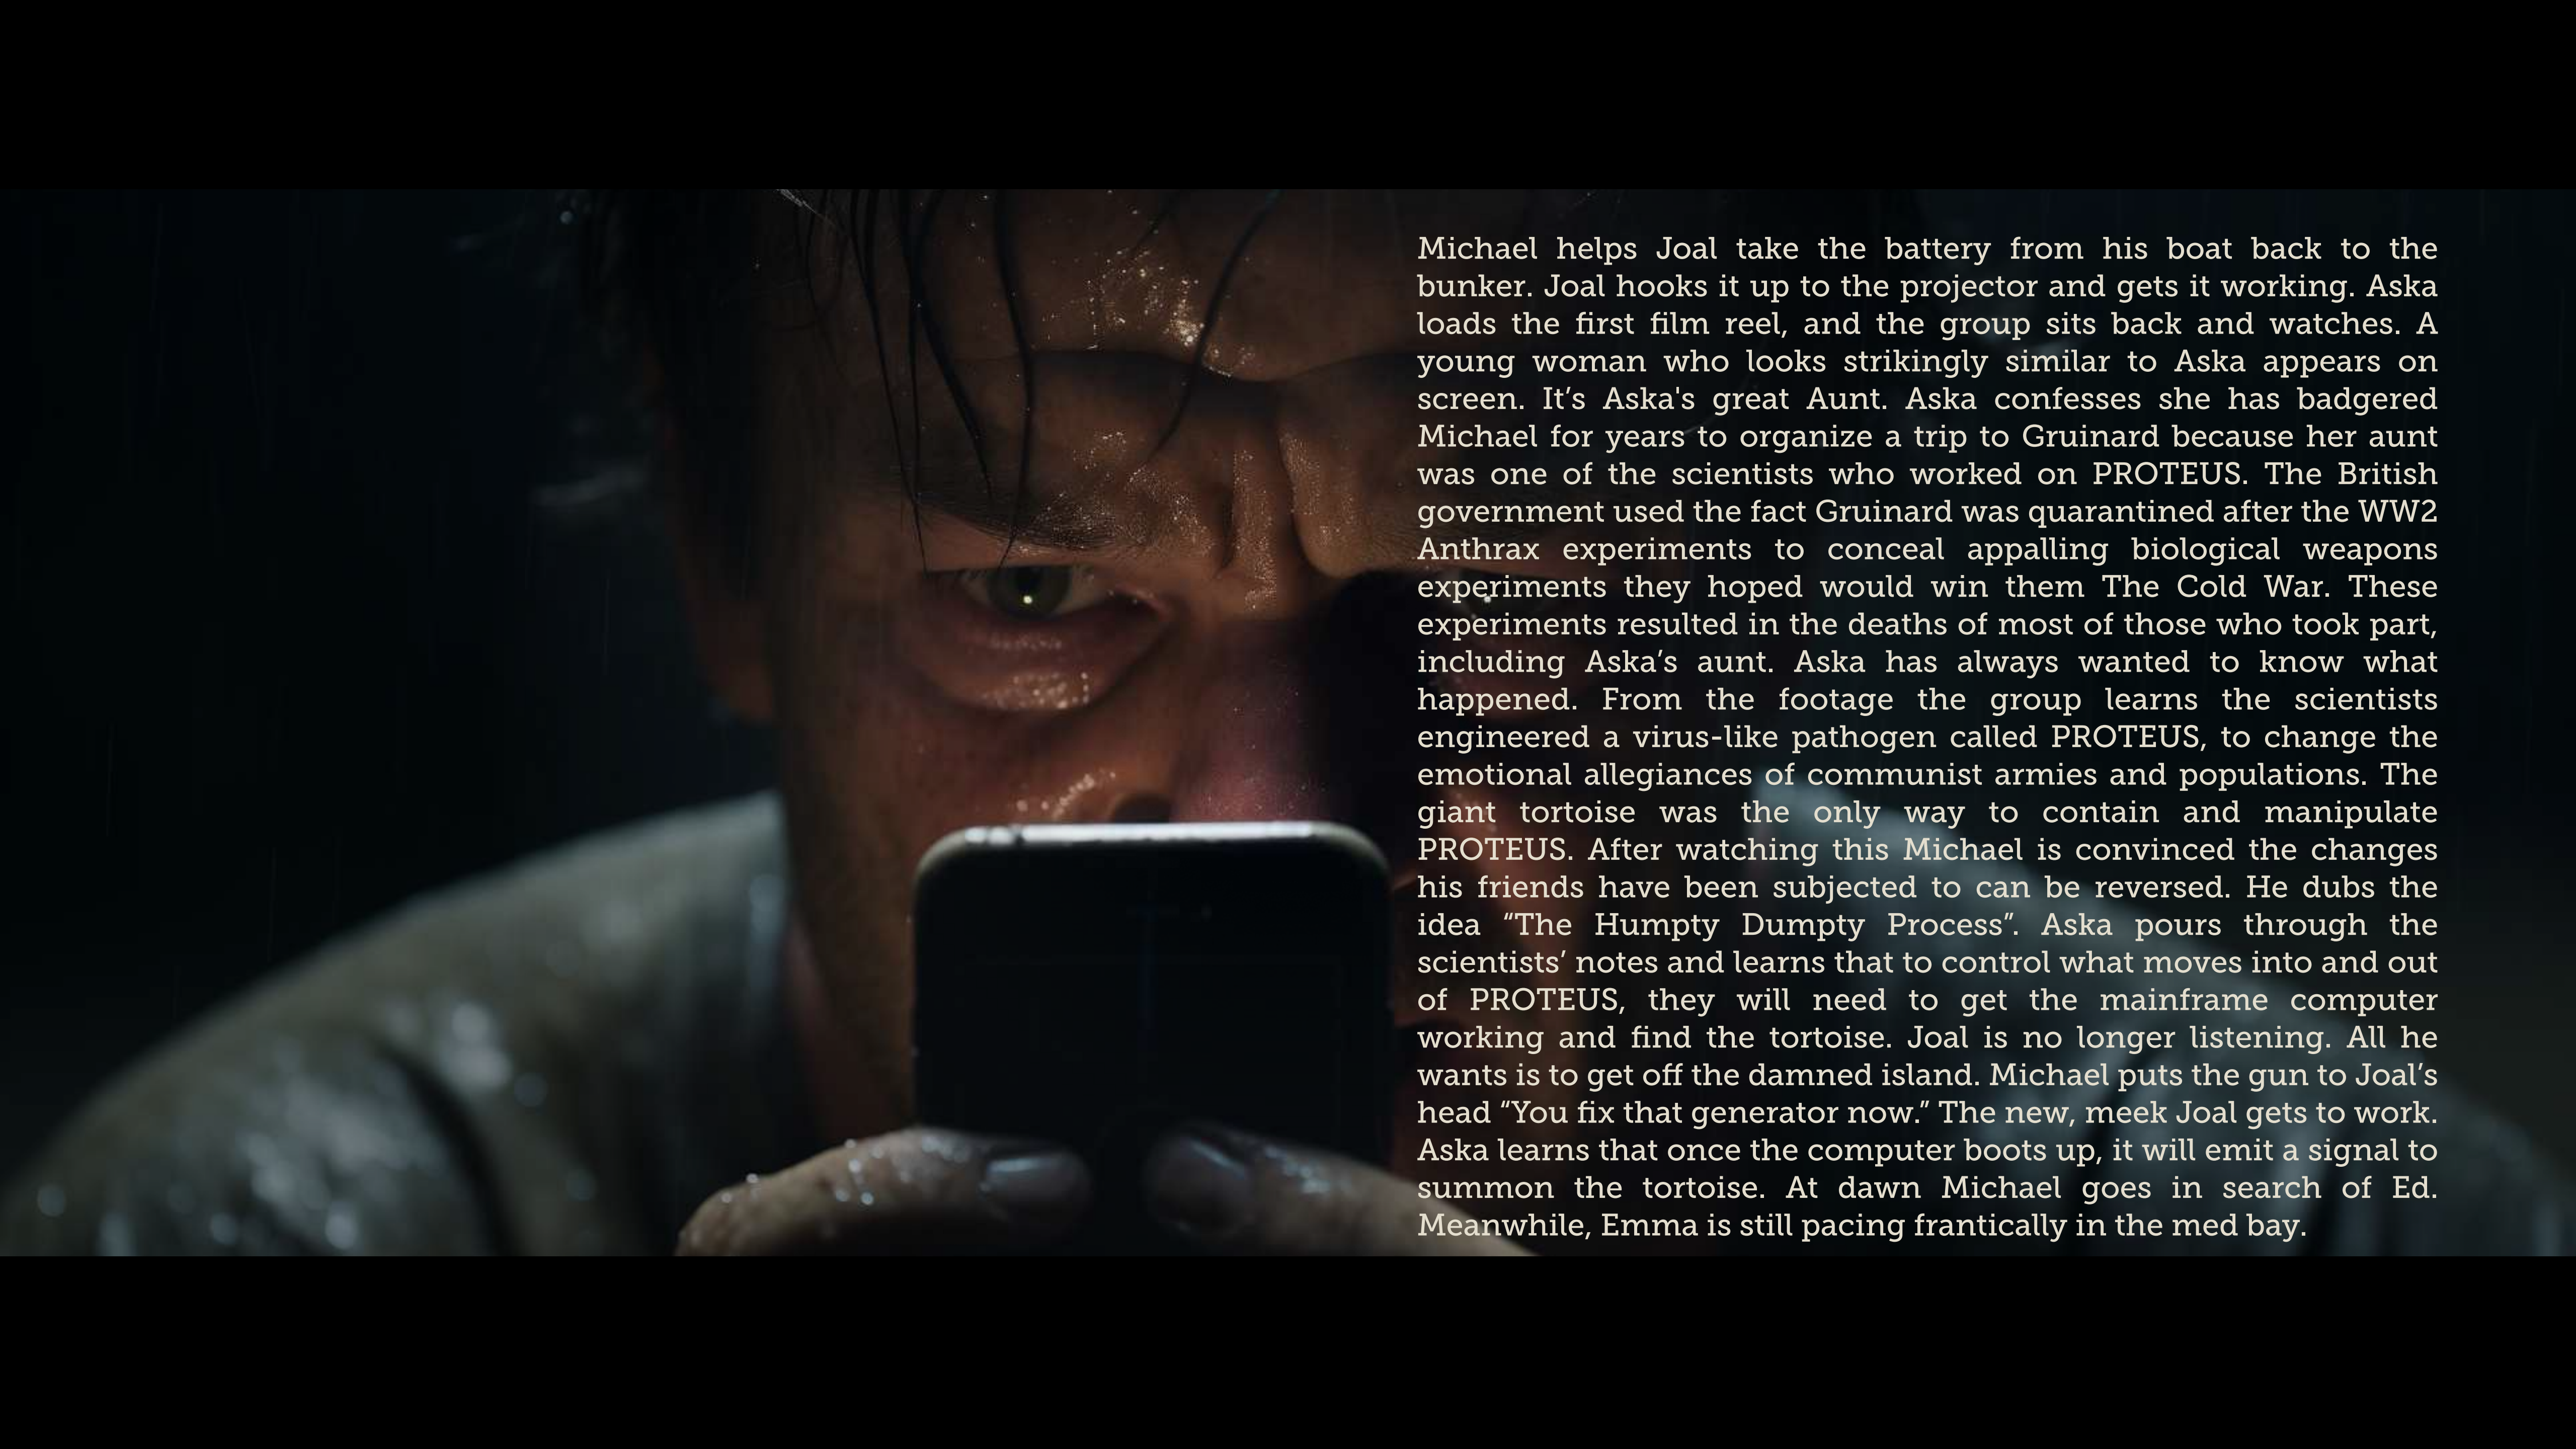 Michael helps Joal take the battery from his boat back to the
bunker. Joal hooks it up to the projector and gets it working. Aska
loads the first film reel, and the group sits back and watches. A
young woman who looks strikingly similar to Aska appears on
screen. It’s Aska's great Aunt. Aska confesses she has badgered
Michael for years to organize a trip to Gruinard because her aunt
was one of the scientists who worked on PROTEUS. The British
government used the fact Gruinard was quarantined after the WW2
Anthrax experiments to conceal appalling biological weapons
experiments they hoped would win them The Cold War. These
experiments resulted in the deaths of most of those who took part,
including Aska’s aunt. Aska has always wanted to know what
happened. From the footage the group learns the scientists
engineered a virus-like pathogen called PROTEUS, to change the
emotional allegiances of communist armies and populations. The
giant tortoise was the only way to contain and manipulate
PROTEUS. After watching this Michael is convinced the changes
his friends have been subjected to can be reversed. He dubs the
idea “The Humpty Dumpty Process”. Aska pours through the
scientists’ notes and learns that to control what moves into and out
of PROTEUS, they will need to get the mainframe computer
working and find the tortoise. Joal is no longer listening. All he
wants is to get off the damned island. Michael puts the gun to Joal’s
head “You fix that generator now.” The new, meek Joal gets to work.
Aska learns that once the computer boots up, it will emit a signal to
summon the tortoise. At dawn Michael goes in search of Ed.
Meanwhile, Emma is still pacing frantically in the med bay.